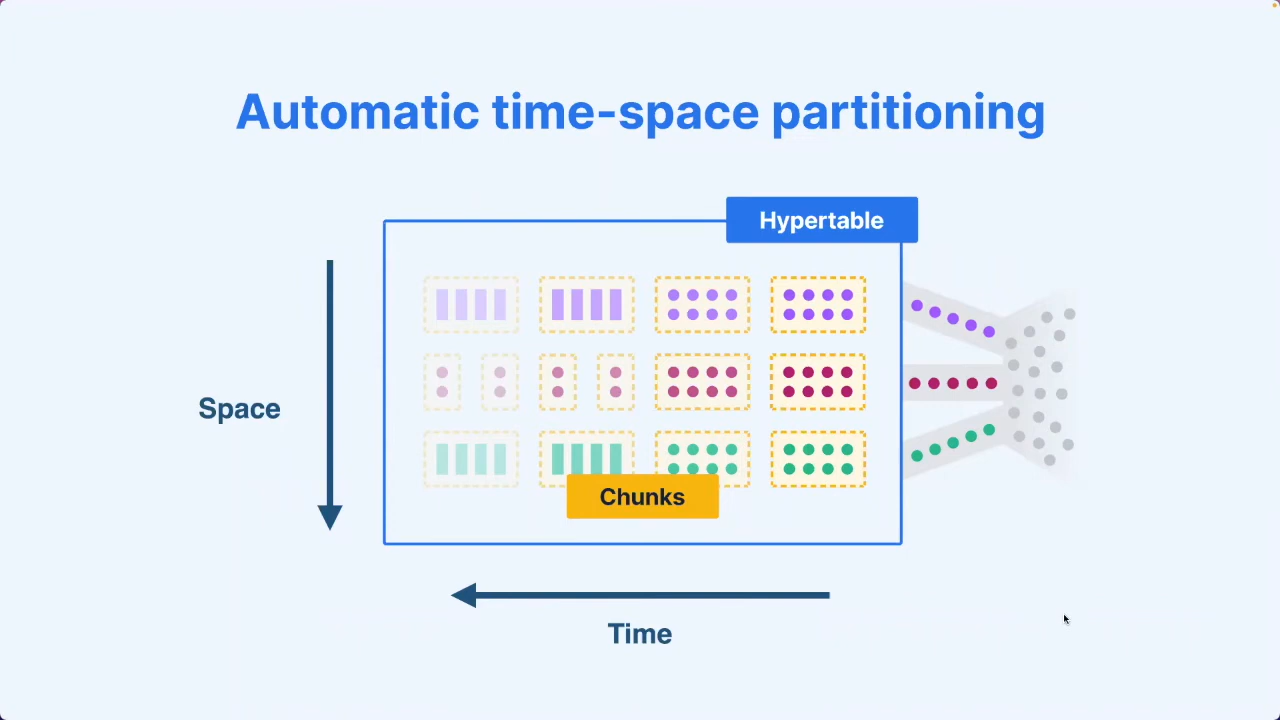 Automatic time-space partitioning
Hypertable
Space
Chunks
Time